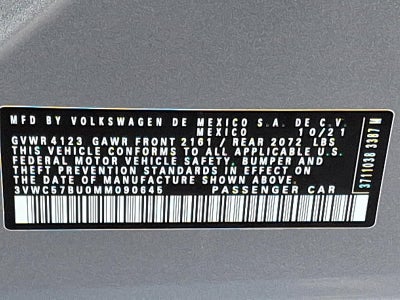 MFD BY VOLKSWAGEN DE MEXICO S.A. DE C.V.
MEXICO 10/21
GVWR 4123 GAWR FRONT 2161 / REAR 2072 LBS
THIS VEHICLE CONFORMS TO ALL APPLICABLE U.S.
FEDERAL MOTOR VEHICLE SAFETY, BUMPER AND
THEFT PREVENTION STANDARDS IN EFFECT ON
THE DATE OF MANUFACTURE SHOWN ABOVE
3VWC57BU0MM090645 PASSENGER CAR
3711038 3387 M